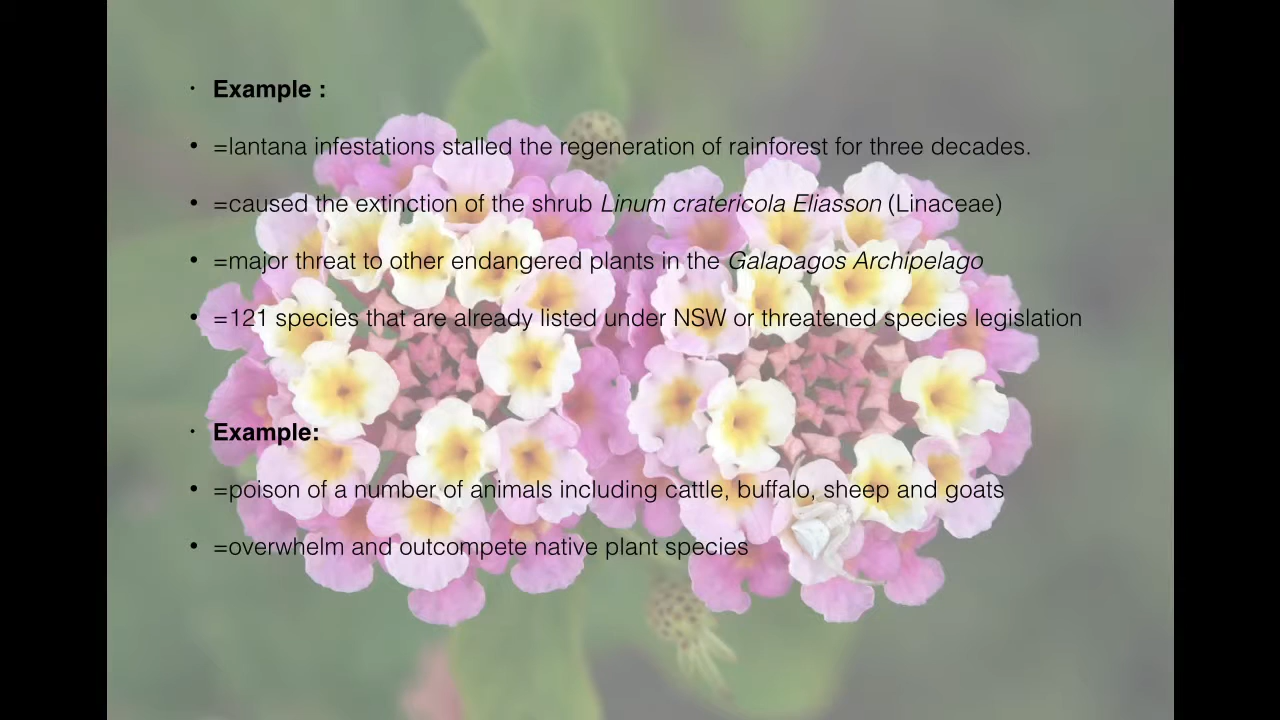 • Example :
• =lantana infestations stalled the regeneration of rainforest for three decades.
• =caused the extinction of the shrub Linum cratericola Eliasson (Linaceae)
• =major threat to other endangered plants in the Galapagos Archipelago
• =121 species that are already listed under NSW or threatened species legislation
• Example:
• =poison of a number of animals including cattle, buffalo, sheep and goats
• =overwhelm and outcompete native plant species